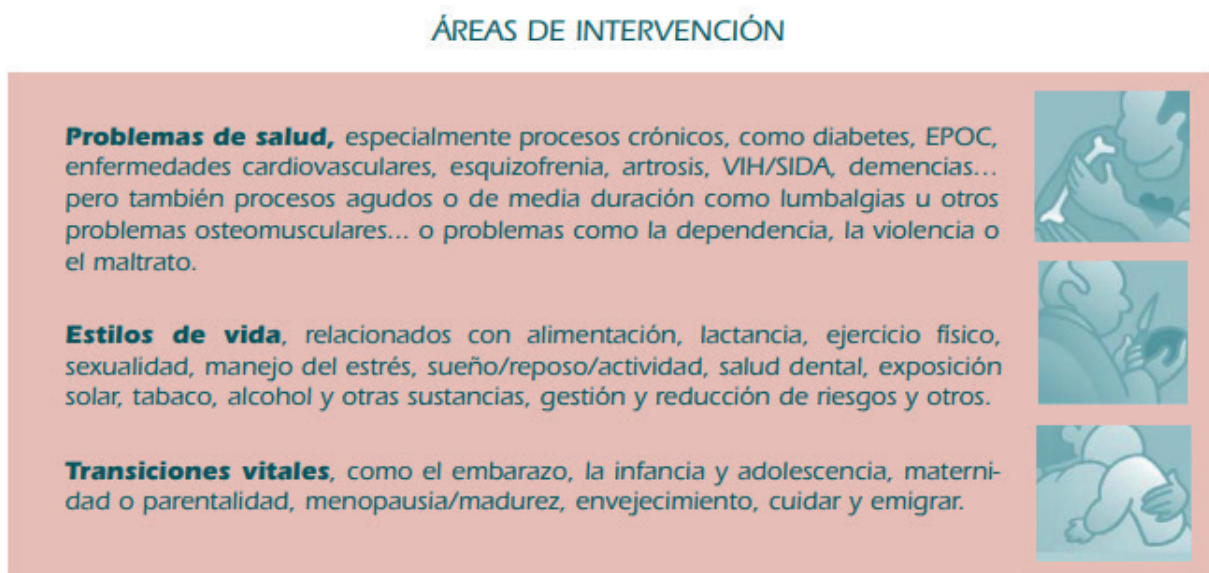 ÁREAS DE INTERVENCIÓN
Problemas de salud, especialmente procesos crónicos, como diabetes, EPOC,
enfermedades cardiovasculares, esquizofrenia, artrosis, VIH/SIDA, demencias...
pero también procesos agudos o de media duración como lumbalgias u otros
problemas osteomusculares... o problemas como la dependencia, la violencia o
el maltrato.
Estilos de vida, relacionados con alimentación, lactancia, ejercicio físico,
sexualidad, manejo del estrés, sueño/reposo/actividad, salud dental, exposición
solar, tabaco, alcohol y otras sustancias, gestión y reducción de riesgos y otros.
Transiciones vitales, como el embarazo, la infancia y adolescencia, materni-
dad o parentalidad, menopausia/madurez, envejecimiento, cuidar y emigrar.